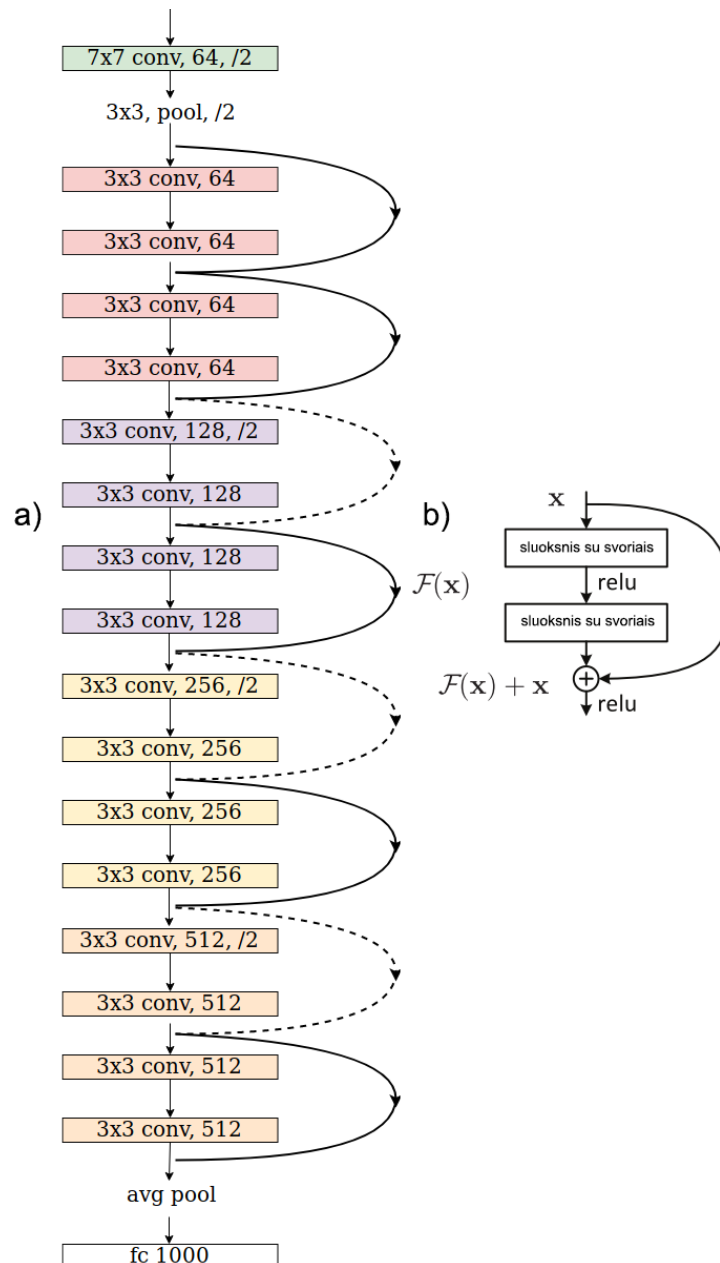 7x7 conv, 64, /2
3x3, pool, /2
3x3 conv, 64
3x3 conv, 64
3x3 conv, 64
3x3 conv, 64
3x3 conv, 128, /2
3x3 conv, 128
3x3 conv, 128
3x3 conv, 128
3x3 conv, 256, /2
3x3 conv, 256
3x3 conv, 256
3x3 conv, 256
3x3 conv, 512, /2
3x3 conv, 512
3x3 conv, 512
3x3 conv, 512
avg pool
fc 1000
a)
b)
x
sluoksnis su svoriais
relu
F(x)
sluoksnis su svoriais
F(x) + x
+
relu